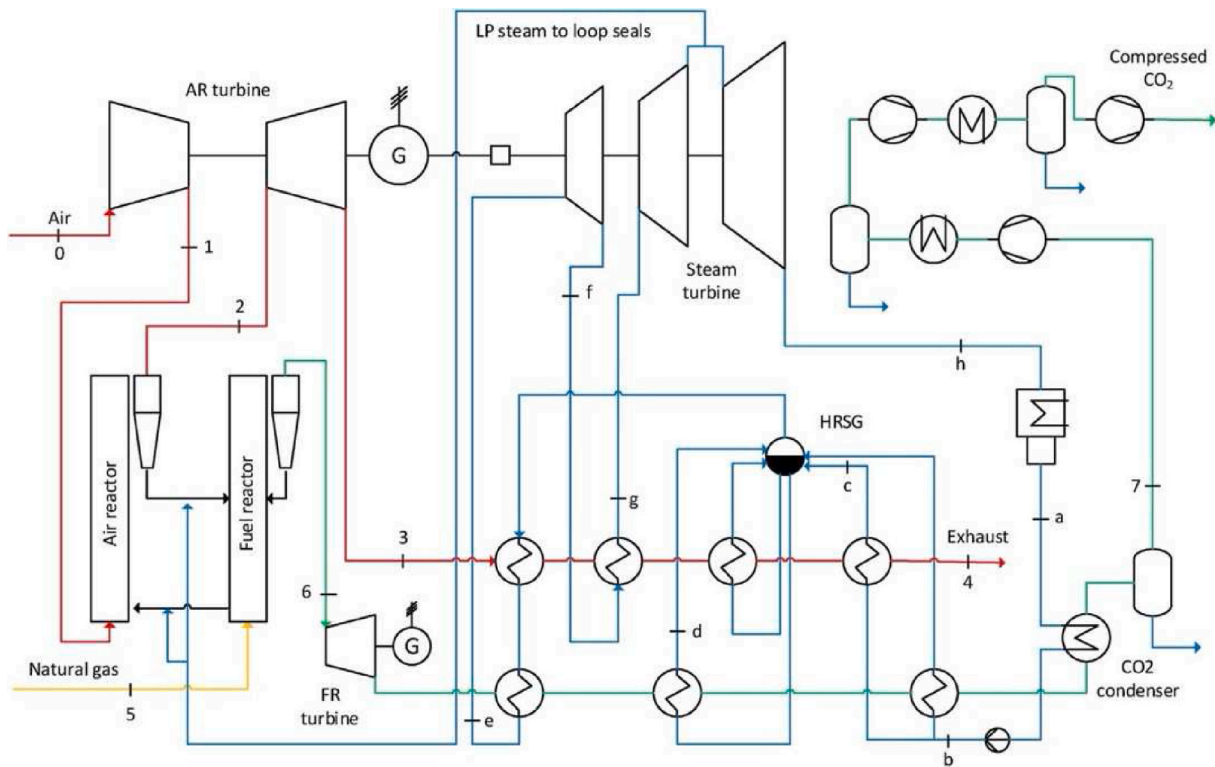 LP steam to loop seals
Compressed
CO2
AR turbine
G
Air
0
1
Steam
turbine
f
2
h
HRSG
c
g
7
a
Air reactor
Fuel reactor
3
Exhaust
4
6
d
G
Natural gas
5
FR
turbine
e
CO2
condenser
b